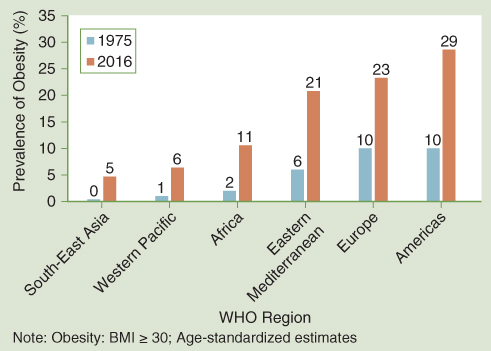 Prevalence of Obesity (%)
35
30
25
20
15
10
5
0
1975
2016
0
5
1
6
2
11
6
21
10
23
10
29
South-East Asia
Western Pacific
Africa
Eastern
Mediterranean
Europe
Americas
WHO Region
Note: Obesity: BMI ≥ 30; Age-standardized estimates